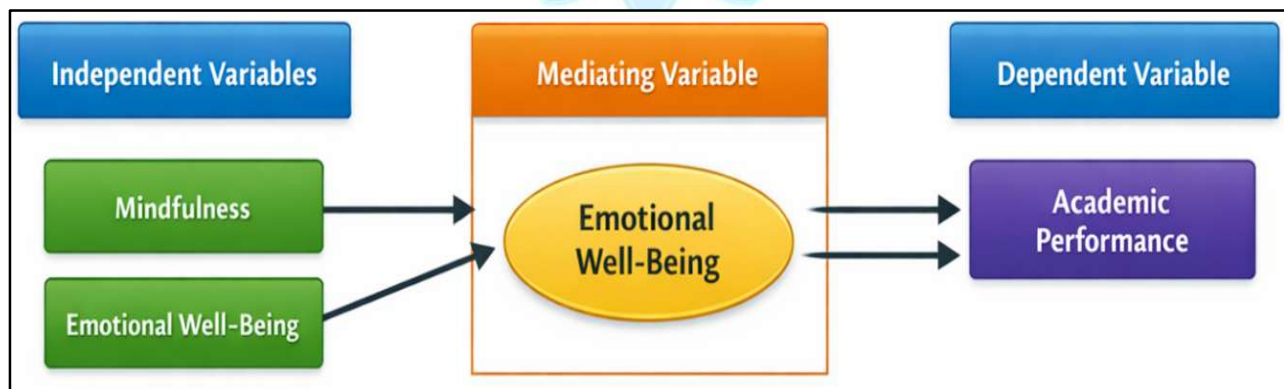 Independent Variables
Mediating Variable
Dependent Variable
Mindfulness
Emotional Well-Being
Emotional
Well-Being
Academic
Performance